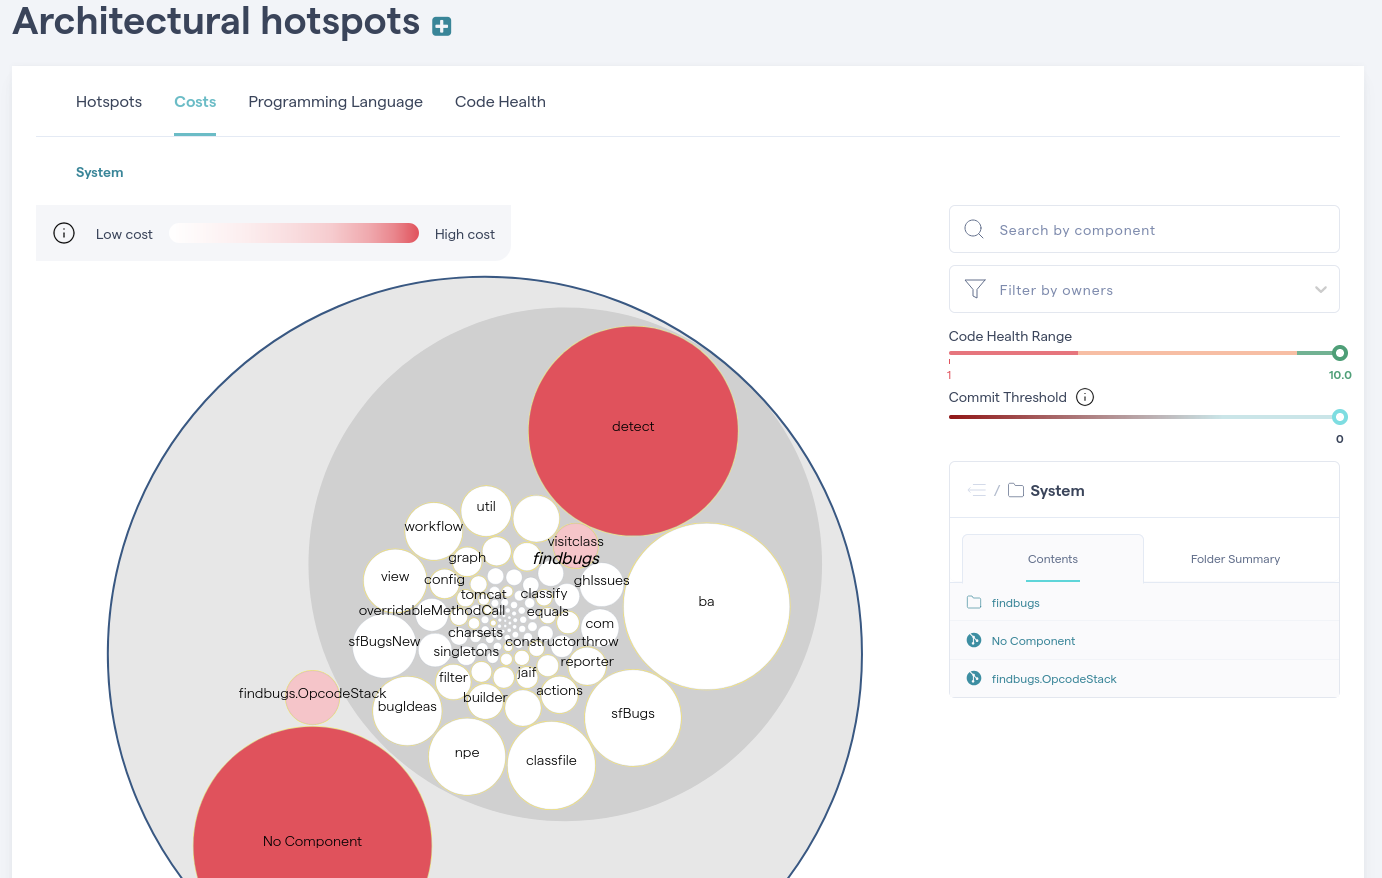 Architectural hotspots
Hotspots
Costs
Programming Language
Code Health
System
Low cost
High cost
Search by component
Filter by owners
Code Health Range
1
10.0
Commit Threshold
0
/ System
Contents
Folder Summary
findbugs
No Component
findbugs.OpcodeStack
detect
util
workflow
visitclass
graph
findbugs
view
config
ghIssues
tomcat
classify
ba
overridableMethodCall
equals
com
charsets
sfBugsNew
constructorthrow
singletons
reporter
filter
jaif
findbugs.OpcodeStack
builder
actions
bugIdeas
sfBugs
npe
classfile
No Component